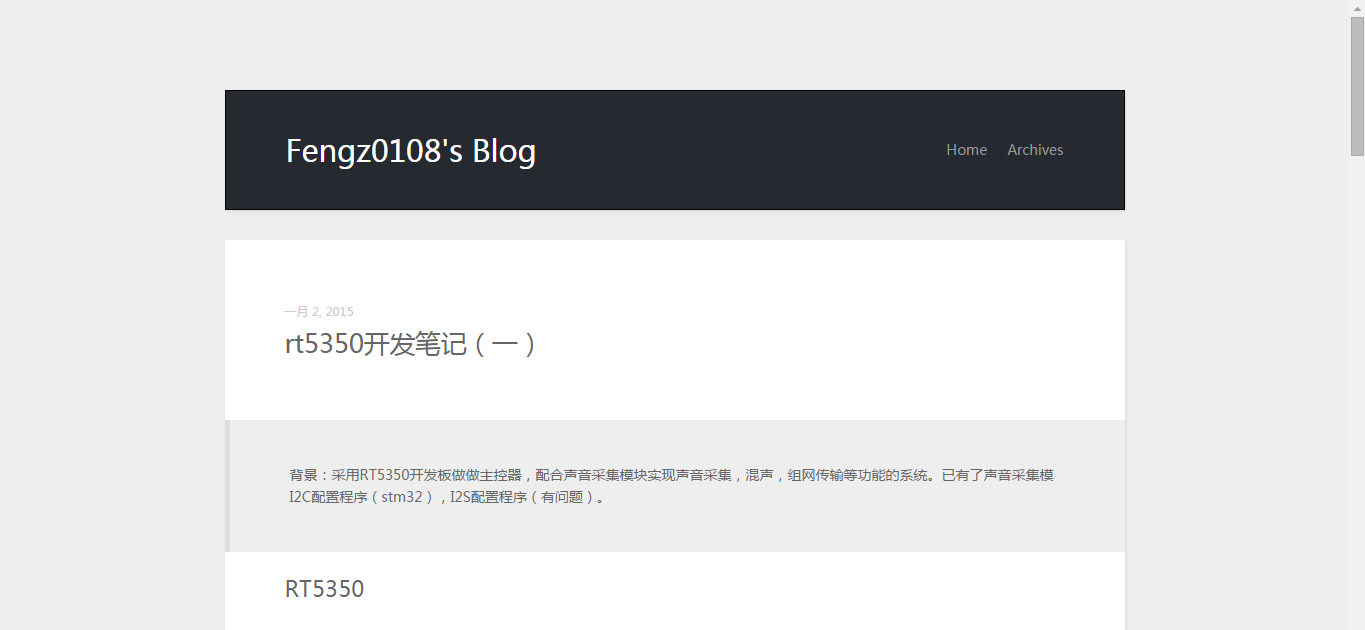 Fengz0108's Blog
Home
Archives
一月 2, 2015
rt5350开发笔记（一）
背景：采用RT5350开发板做做主控器，配合声音采集模块实现声音采集，混声，组网传输等功能的系统。已有了声音采集模
I2C配置程序（stm32），I2S配置程序（有问题）。
RT5350